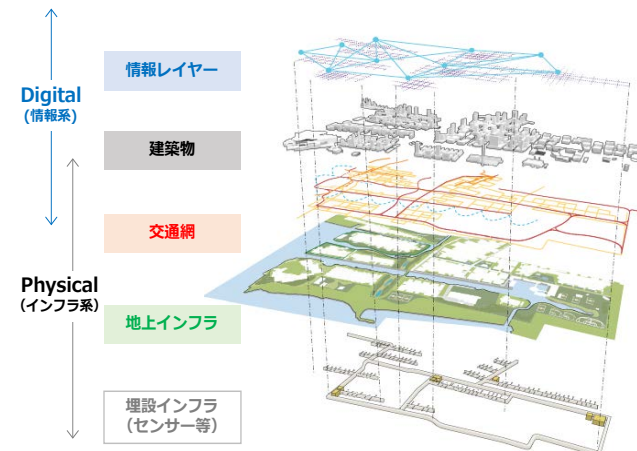 情報レイヤー
Digital
(情報系)
建築物
交通網
Physical
（インフラ系）
地上インフラ
埋設インフラ
（センサー等）